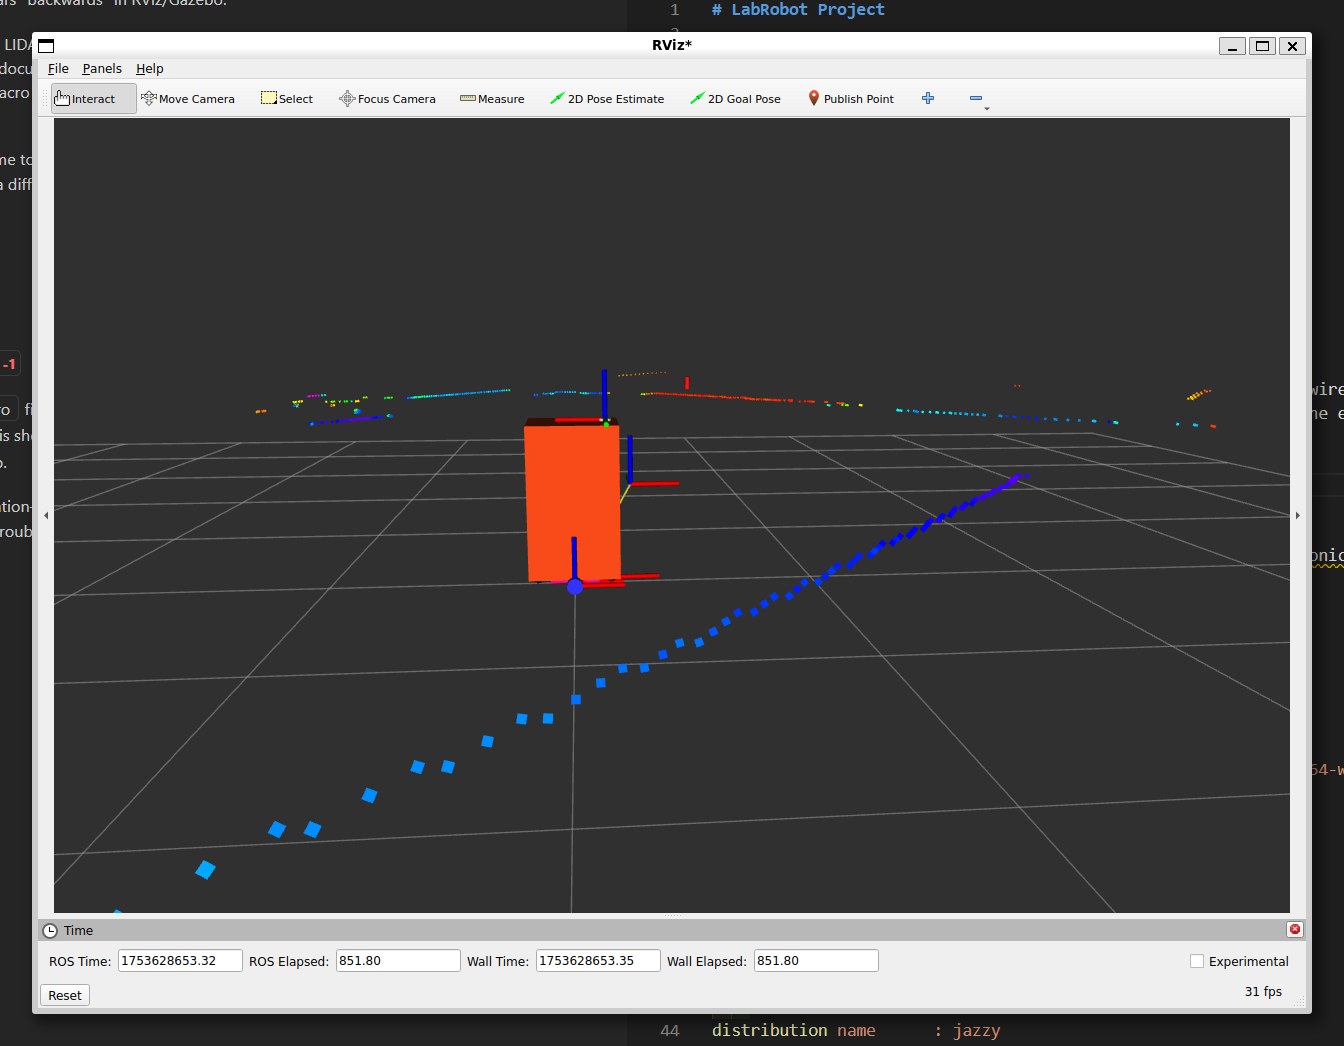 ars "backwards" in RViz/Gazebo.
1 # LabRobot Project
LIDA
docu
acro
me to
a diff
-1
o fi
is sh
o.
ation-
roub
RViz*
File Panels Help
Interact Move Camera Select Focus Camera Measure 2D Pose Estimate 2D Goal Pose Publish Point
wire
ne e
onic
64-w
Time
ROS Time: 1753628653.32 ROS Elapsed: 851.80 Wall Time: 1753628653.35 Wall Elapsed: 851.80 Experimental
Reset 31 fps
44 distribution name : jazzy